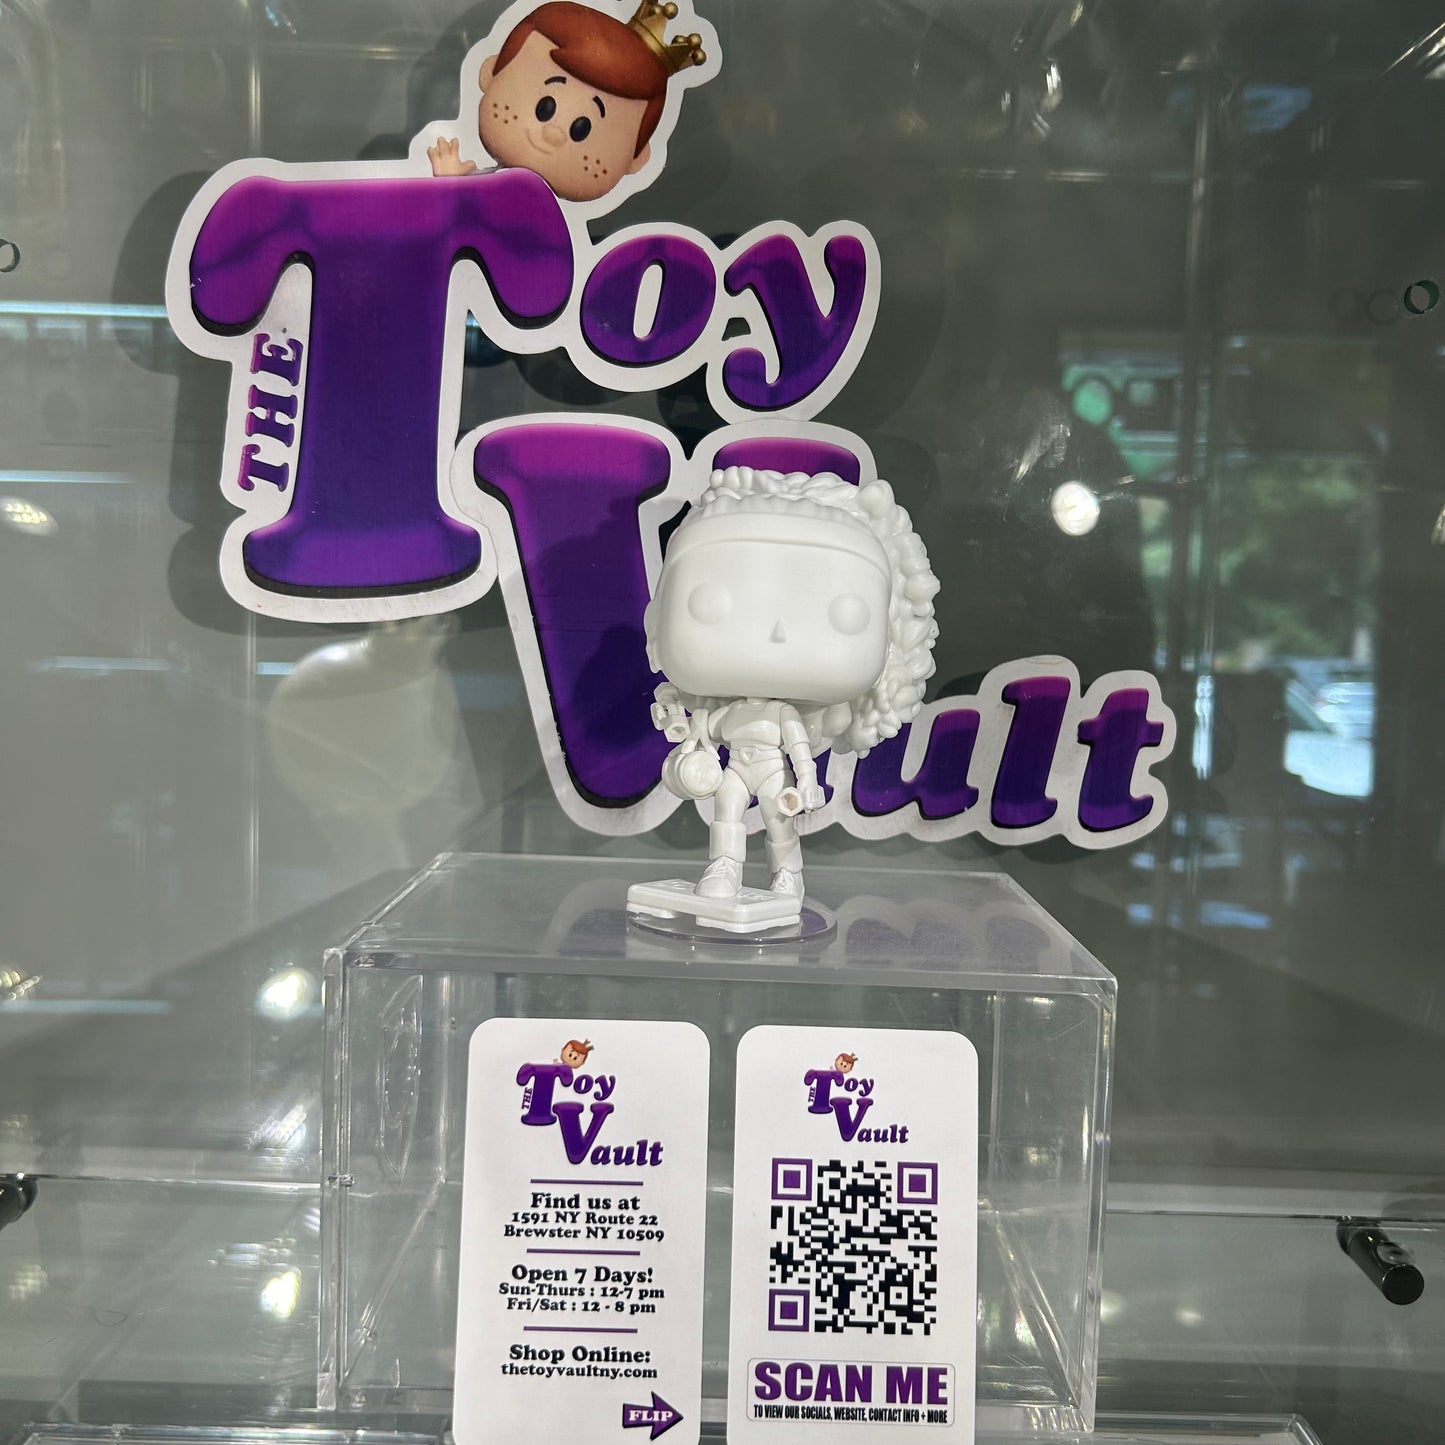 THE
Toy
Vault
THE
Toy
Vault
Find us at
1591 NY Route 22
Brewster NY 10509
Open 7 Days!
Sun-Thurs : 12-7 pm
Fri/Sat : 12 - 8 pm
Shop Online:
thetoyvaultny.com
FLIP
THE
Toy
Vault
SCAN ME
TO VIEW OUR SOCIALS, WEBSITE, CONTACT INFO + MORE